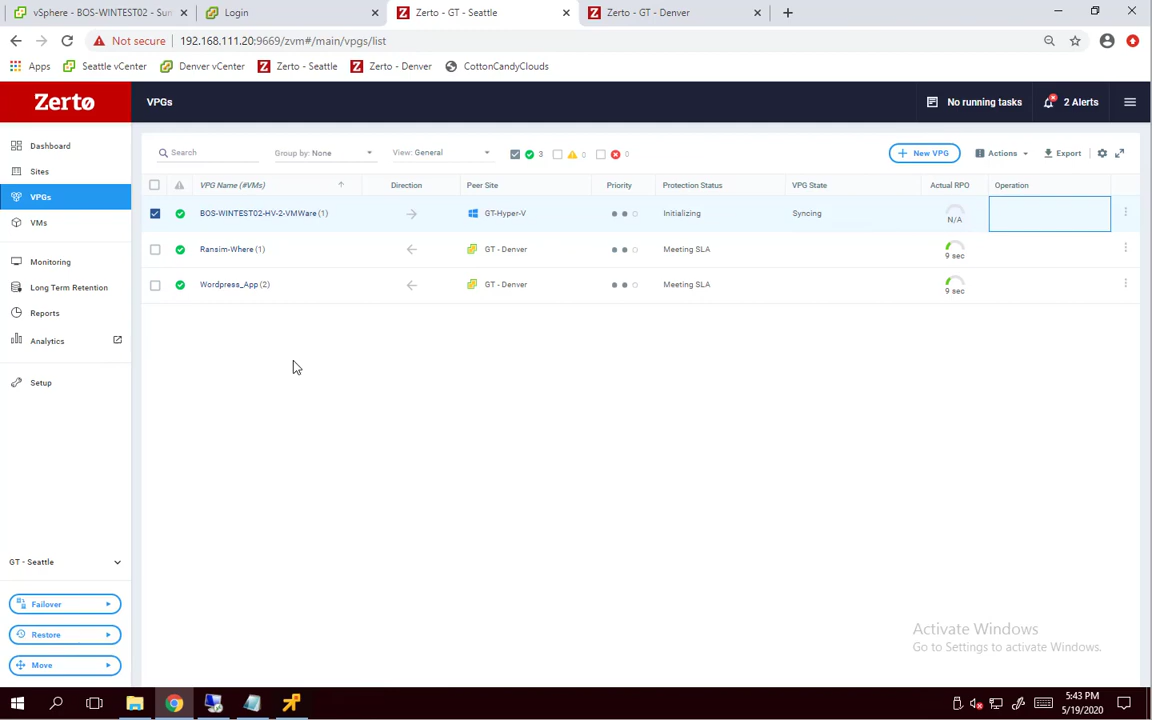 vSphere - BOS-WINTEST02 - Sum
Login
Zerto - GT - Seattle
Zerto - GT - Denver
Not secure
192.168.111.20:9669/zvm#/main/vpgs/list
Apps
Seattle vCenter
Denver vCenter
Zerto - Seattle
Zerto - Denver
CottonCandyClouds
Zerto
VPGs
No running tasks
2 Alerts
Dashboard
Sites
VPGs
VMs
Monitoring
Long Term Retention
Reports
Analytics
Setup
Search
Group by: None
View: General
3
0
0
New VPG
Actions
Export
VPG Name (#VMs)
Direction
Peer Site
Priority
Protection Status
VPG State
Actual RPO
Operation
BOS-WINTEST02-HV-2-VMWare (1)
GT-Hyper-V
Initializing
Syncing
N/A
Ransim-Where (1)
GT - Denver
Meeting SLA
9 sec
Wordpress_App (2)
GT - Denver
Meeting SLA
9 sec
GT - Seattle
Failover
Restore
Move
Activate Windows
Go to Settings to activate Windows.
5:43 PM
5/19/2020